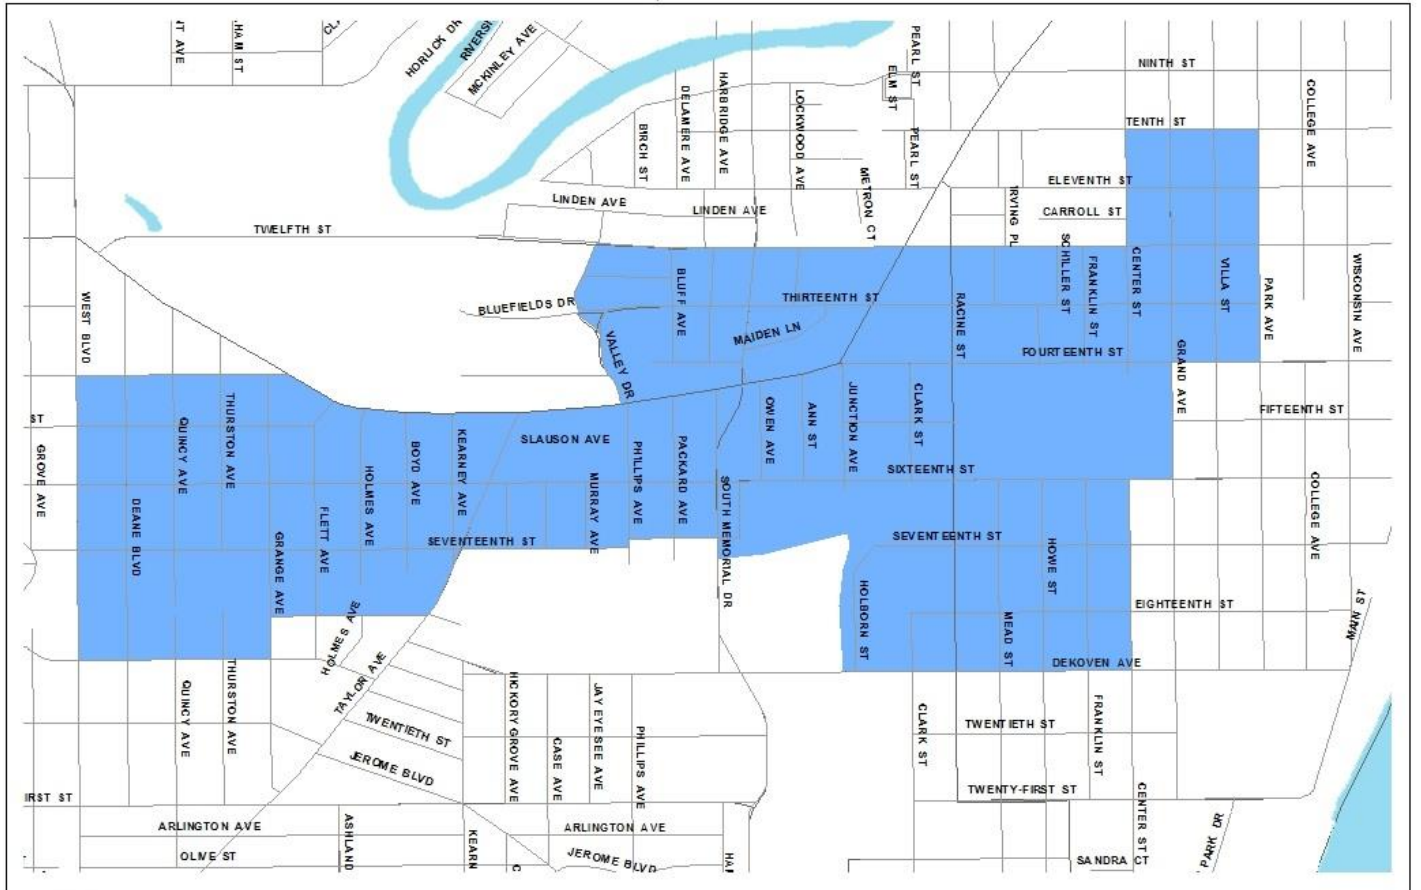 HAM ST
HORLICK DR
MCKINLEY AVE
PEARL ST
NINTH ST
ELM ST
HARBRIDGE AVE
DELAMERE AVE
LOCKWOOD AVE
COLLEGE AVE
TENTH ST
BIRCH ST
PEARL ST
METRON CT
ELEVENTH ST
IRVING PL
CARROLL ST
LINDEN AVE
LINDEN AVE
TWELFTH ST
SCHILLER ST
FRANKLIN ST
CENTER ST
VILLA ST
PARK AVE
WISCONSIN AVE
WEST BLVD
BLUEFIELDS DR
BLUFF AVE
THIRTEENTH ST
RACINE ST
MAIDEN LN
VALLEY DR
FOURTEENTH ST
GRAND AVE
ST
QUINCY AVE
THURSTON AVE
FIFTEENTH ST
OWEN AVE
ANN ST
JUNCTION AVE
CLARK ST
SLAUSON AVE
GROVE AVE
HOLMES AVE
BOYD AVE
KEARNEY AVE
PHILLIPS AVE
PACKARD AVE
SIXTEENTH ST
MURRAY AVE
SOUTH MEMORIAL DR
COLLEGE AVE
DEANE BLVD
FLETT AVE
GRANGE AVE
SEVENTEENTH ST
SEVENTEENTH ST
HOWE ST
HOLBORN ST
EIGHTEENTH ST
MAIN ST
HOLMES AVE
MEAD ST
DEKOVEN AVE
TAYLOR AVE
QUINCY AVE
THURSTON AVE
HICKORY GROVE AVE
JAY EYE SEE AVE
CLARK ST
FRANKLIN ST
TWENTIETH ST
TWENTIETH ST
CASE AVE
PHILLIPS AVE
JEROME BLVD
TWENTY-FIRST ST
IRST ST
CENTER ST
ARLINGTON AVE
ASHLAND
KEARN
ARLINGTON AVE
PARK DR
OLIVE ST
JEROME BLVD
SANDRA CT